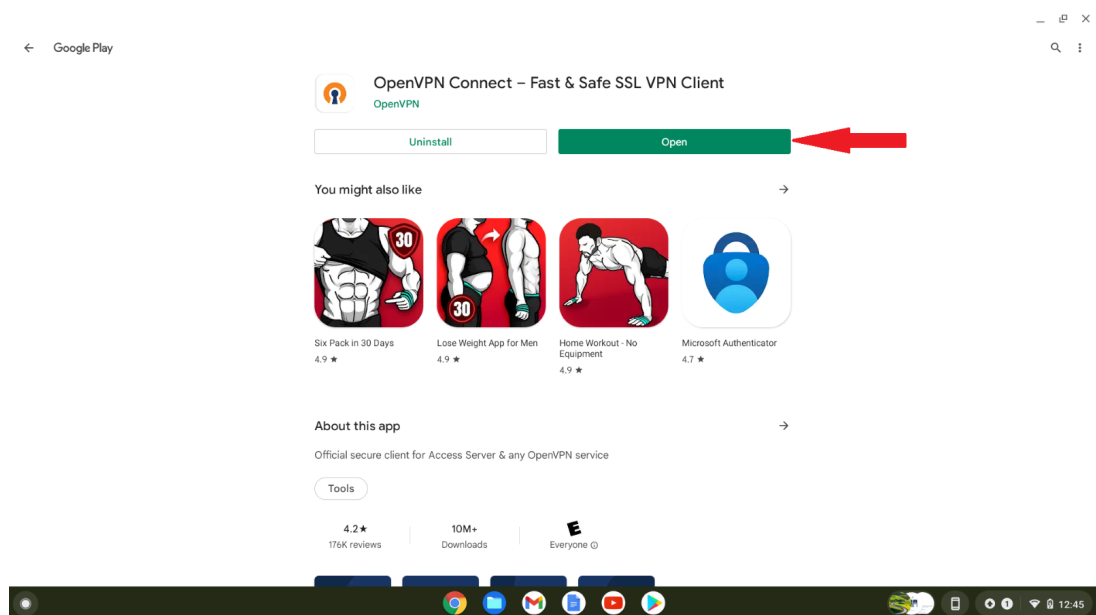 Google Play
OpenVPN Connect – Fast & Safe SSL VPN Client
OpenVPN
Uninstall
Open
You might also like
30
30
Six Pack in 30 Days
4.9 ★
Lose Weight App for Men
4.9 ★
Home Workout - No
Equipment
4.9 ★
Microsoft Authenticator
4.7 ★
About this app
Official secure client for Access Server & any OpenVPN service
Tools
4.2★
176K reviews
10M+
Downloads
E
Everyone
1
12:45